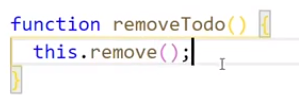 function removeTodo() {
this.remove();
}